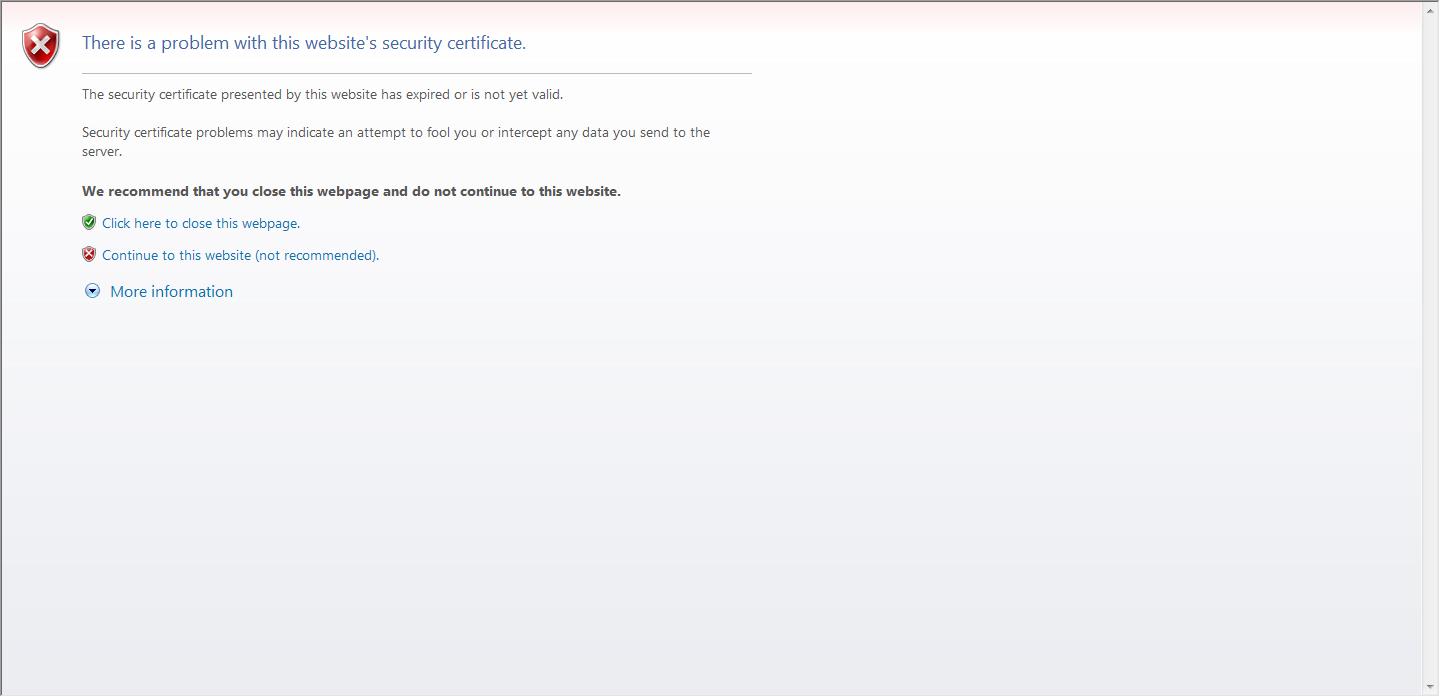 There is a problem with this website's security certificate.
The security certificate presented by this website has expired or is not yet valid.
Security certificate problems may indicate an attempt to fool you or intercept any data you send to the
server.
We recommend that you close this webpage and do not continue to this website.
Click here to close this webpage.
Continue to this website (not recommended).
More information